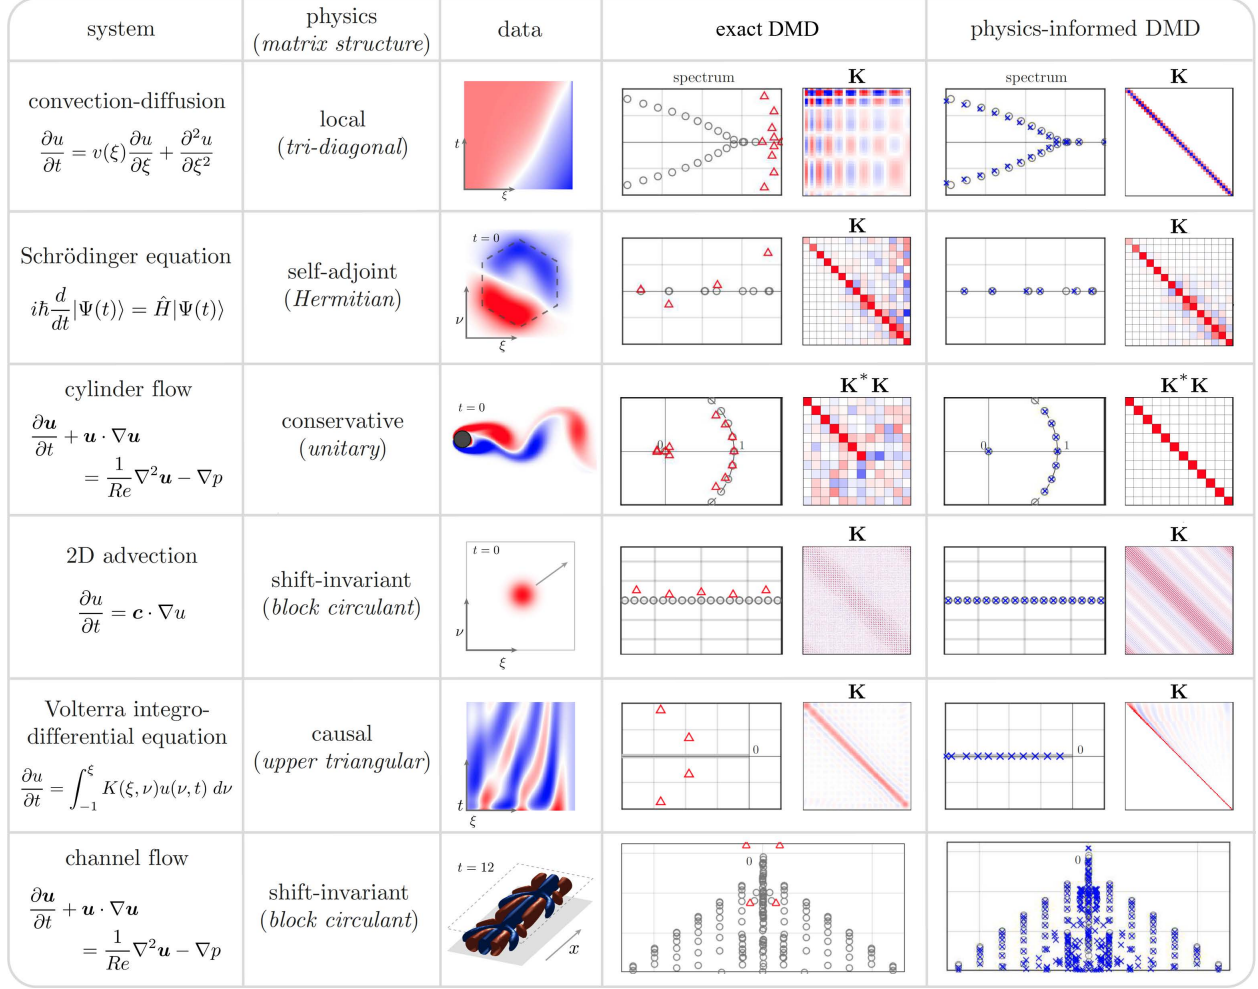 system
physics
(matrix structure)
data
exact DMD
physics-informed DMD
convection-diffusion
∂u/∂t = v(ξ) ∂u/∂ξ + ∂²u/∂ξ²
local
(tri-diagonal)
t
ξ
spectrum
K
spectrum
K
Schrödinger equation
iħ d/dt |Ψ(t)⟩ = Ĥ|Ψ(t)⟩
self-adjoint
(Hermitian)
t = 0
ν
ξ
K
K
cylinder flow
∂u/∂t + u · ∇u
= 1/Re ∇²u − ∇p
conservative
(unitary)
t = 0
0
1
K*K
0
1
K*K
2D advection
∂u/∂t = c · ∇u
shift-invariant
(block circulant)
t = 0
ν
ξ
K
K
Volterra integro-
differential equation
∂u/∂t = ∫₋₁^ξ K(ξ, ν)u(ν, t) dν
causal
(upper triangular)
t
ξ
0
K
0
K
channel flow
∂u/∂t + u · ∇u
= 1/Re ∇²u − ∇p
shift-invariant
(block circulant)
t = 12
x
0
0